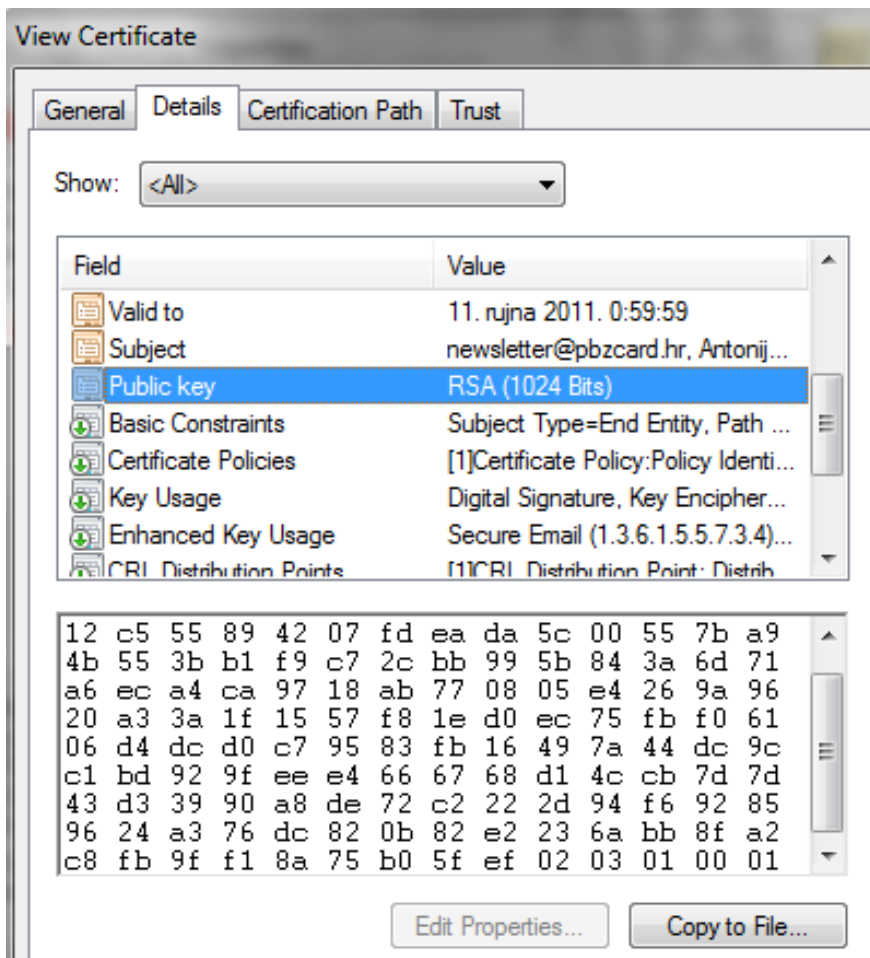 View Certificate
General Details Certification Path Trust
Show: <All>
Field Value
Valid to 11. rujna 2011. 0:59:59
Subject newsletter@pbzcard.hr, Antonij...
Public key RSA (1024 Bits)
Basic Constraints Subject Type=End Entity, Path ...
Certificate Policies [1]Certificate Policy:Policy Identi...
Key Usage Digital Signature, Key Encipher...
Enhanced Key Usage Secure Email (1.3.6.1.5.5.7.3.4)...
CRL Distribution Points [1]CRL Distribution Point: Distrib
12 c5 55 89 42 07 fd ea da 5c 00 55 7b a9
4b 55 3b b1 f9 c7 2c bb 99 5b 84 3a 6d 71
a6 ec a4 ca 97 18 ab 77 08 05 e4 26 9a 96
20 a3 3a 1f 15 57 f8 1e d0 ec 75 fb f0 61
06 d4 dc d0 c7 95 83 fb 16 49 7a 44 dc 9c
c1 bd 92 9f ee e4 66 67 68 d1 4c cb 7d 7d
43 d3 39 90 a8 de 72 c2 22 2d 94 f6 92 85
96 24 a3 76 dc 82 0b 82 e2 23 6a bb 8f a2
c8 fb 9f f1 8a 75 b0 5f ef 02 03 01 00 01
Edit Properties... Copy to File...